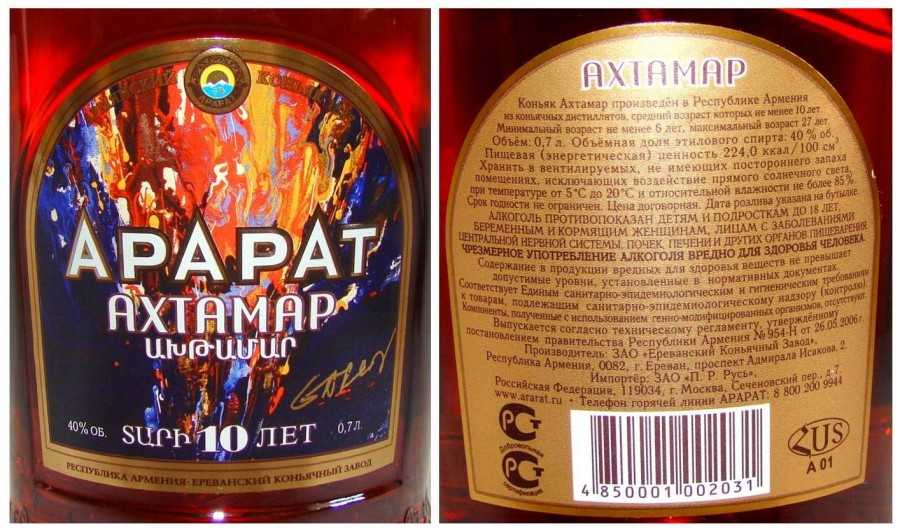 АРАРАТ
АХТАМАР
ԱԽԹԱՄԱՐ
40% ОБ. ՏԱՐԻ 10 ЛЕТ 0,7 Л.
РЕСПУБЛИКА АРМЕНИЯ · ЕРЕВАНСКИЙ КОНЬЯЧНЫЙ ЗАВОД
АХТАМАР
Коньяк Ахтамар произведён в Республике Армения
из коньячных дистиллятов, средний возраст которых не менее 10 лет.
Минимальный возраст не менее 6 лет, максимальный возраст 27 лет.
Объём: 0,7 л. Объёмная доля этилового спирта: 40 % об.
Пищевая (энергетическая) ценность 224,0 ккал/100 см³
Хранить в вентилируемых, не имеющих постороннего запаха
помещениях, исключающих воздействие прямого солнечного света,
при температуре от 5°С до 20°С и относительной влажности не более 85%
Срок годности не ограничен. Цена договорная. Дата розлива указана на бутылке.
АЛКОГОЛЬ ПРОТИВОПОКАЗАН ДЕТЯМ И ПОДРОСТКАМ ДО 18 ЛЕТ,
БЕРЕМЕННЫМ И КОРМЯЩИМ ЖЕНЩИНАМ, ЛИЦАМ С ЗАБОЛЕВАНИЯМИ
ЦЕНТРАЛЬНОЙ НЕРВНОЙ СИСТЕМЫ, ПОЧЕК, ПЕЧЕНИ И ДРУГИХ ОРГАНОВ ПИЩЕВАРЕНИЯ
ЧРЕЗМЕРНОЕ УПОТРЕБЛЕНИЕ АЛКОГОЛЯ ВРЕДНО ДЛЯ ЗДОРОВЬЯ ЧЕЛОВЕКА.
Содержание в продукции вредных для здоровья веществ не превышает
допустимые уровни, установленные в нормативных документах.
Соответствует Единым санитарно-эпидемиологическим и гигиеническим требованиям
к товарам, подлежащим санитарно-эпидемиологическому надзору (контролю).
Компоненты, полученные с использованием генно-модифицированных организмов, отсутствуют.
Выпускается согласно техническому регламенту, утверждённому
постановлением правительства Республики Армения №954-Н от 26.05.2006г.
Производитель: ЗАО «Ереванский Коньячный Завод»,
Республика Армения, 0082, г. Ереван, проспект Адмирала Исакова, 2.
Импортёр: ЗАО «П. Р. Русь»,
Российская Федерация, 119034, г. Москва, Сеченовский пер., д.7.
www.ararat.ru • Телефон горячей линии АРАРАТ: 8 800 200 9944
Добровольная
сертификация
4 850001 002031
US
A 01